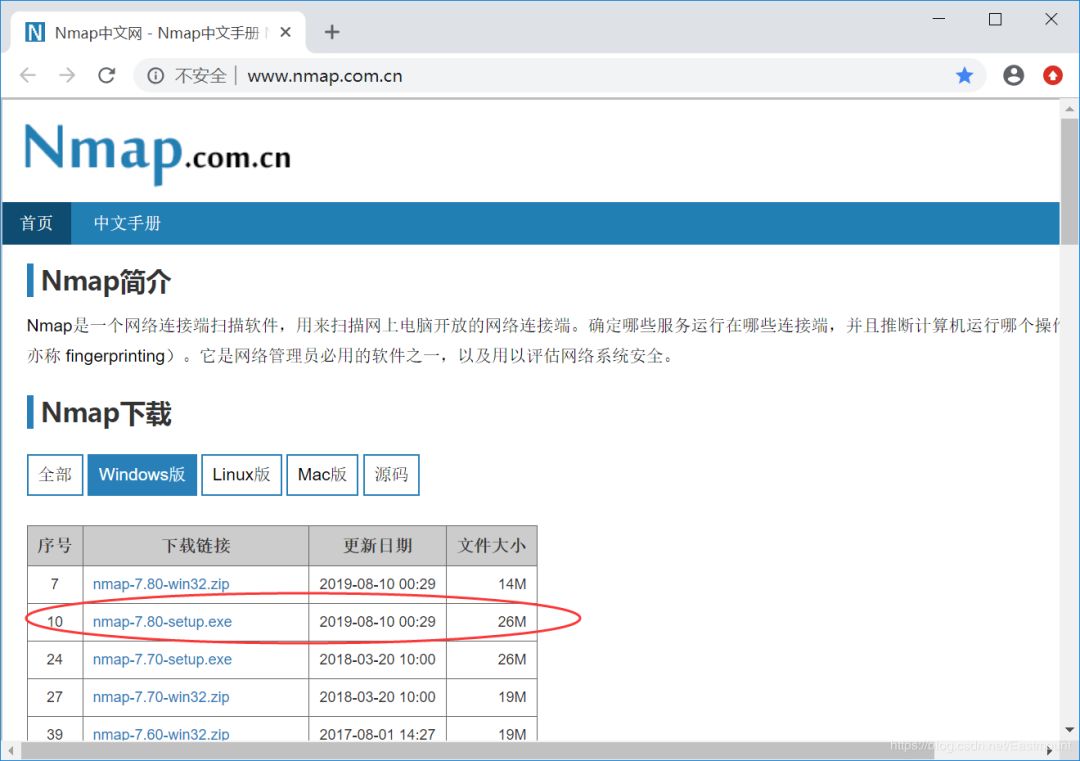 Nmap中文网 - Nmap中文手册
不安全 www.nmap.com.cn
Nmap.com.cn
首页 中文手册
Nmap简介
Nmap是一个网络连接端扫描软件，用来扫描网上电脑开放的网络连接端。确定哪些服务运行在哪些连接端，并且推断计算机运行哪个操作
亦称 fingerprinting）。它是网络管理员必用的软件之一，以及用以评估网络系统安全。
Nmap下载
全部 Windows版 Linux版 Mac版 源码
序号 下载链接 更新日期 文件大小
7 nmap-7.80-win32.zip 2019-08-10 00:29 14M
10 nmap-7.80-setup.exe 2019-08-10 00:29 26M
24 nmap-7.70-setup.exe 2018-03-20 10:00 26M
27 nmap-7.70-win32.zip 2018-03-20 10:00 19M
39 nmap-7.60-win32.zip 2017-08-01 14:27 19M
https://blog.csdn.net/Eastmount